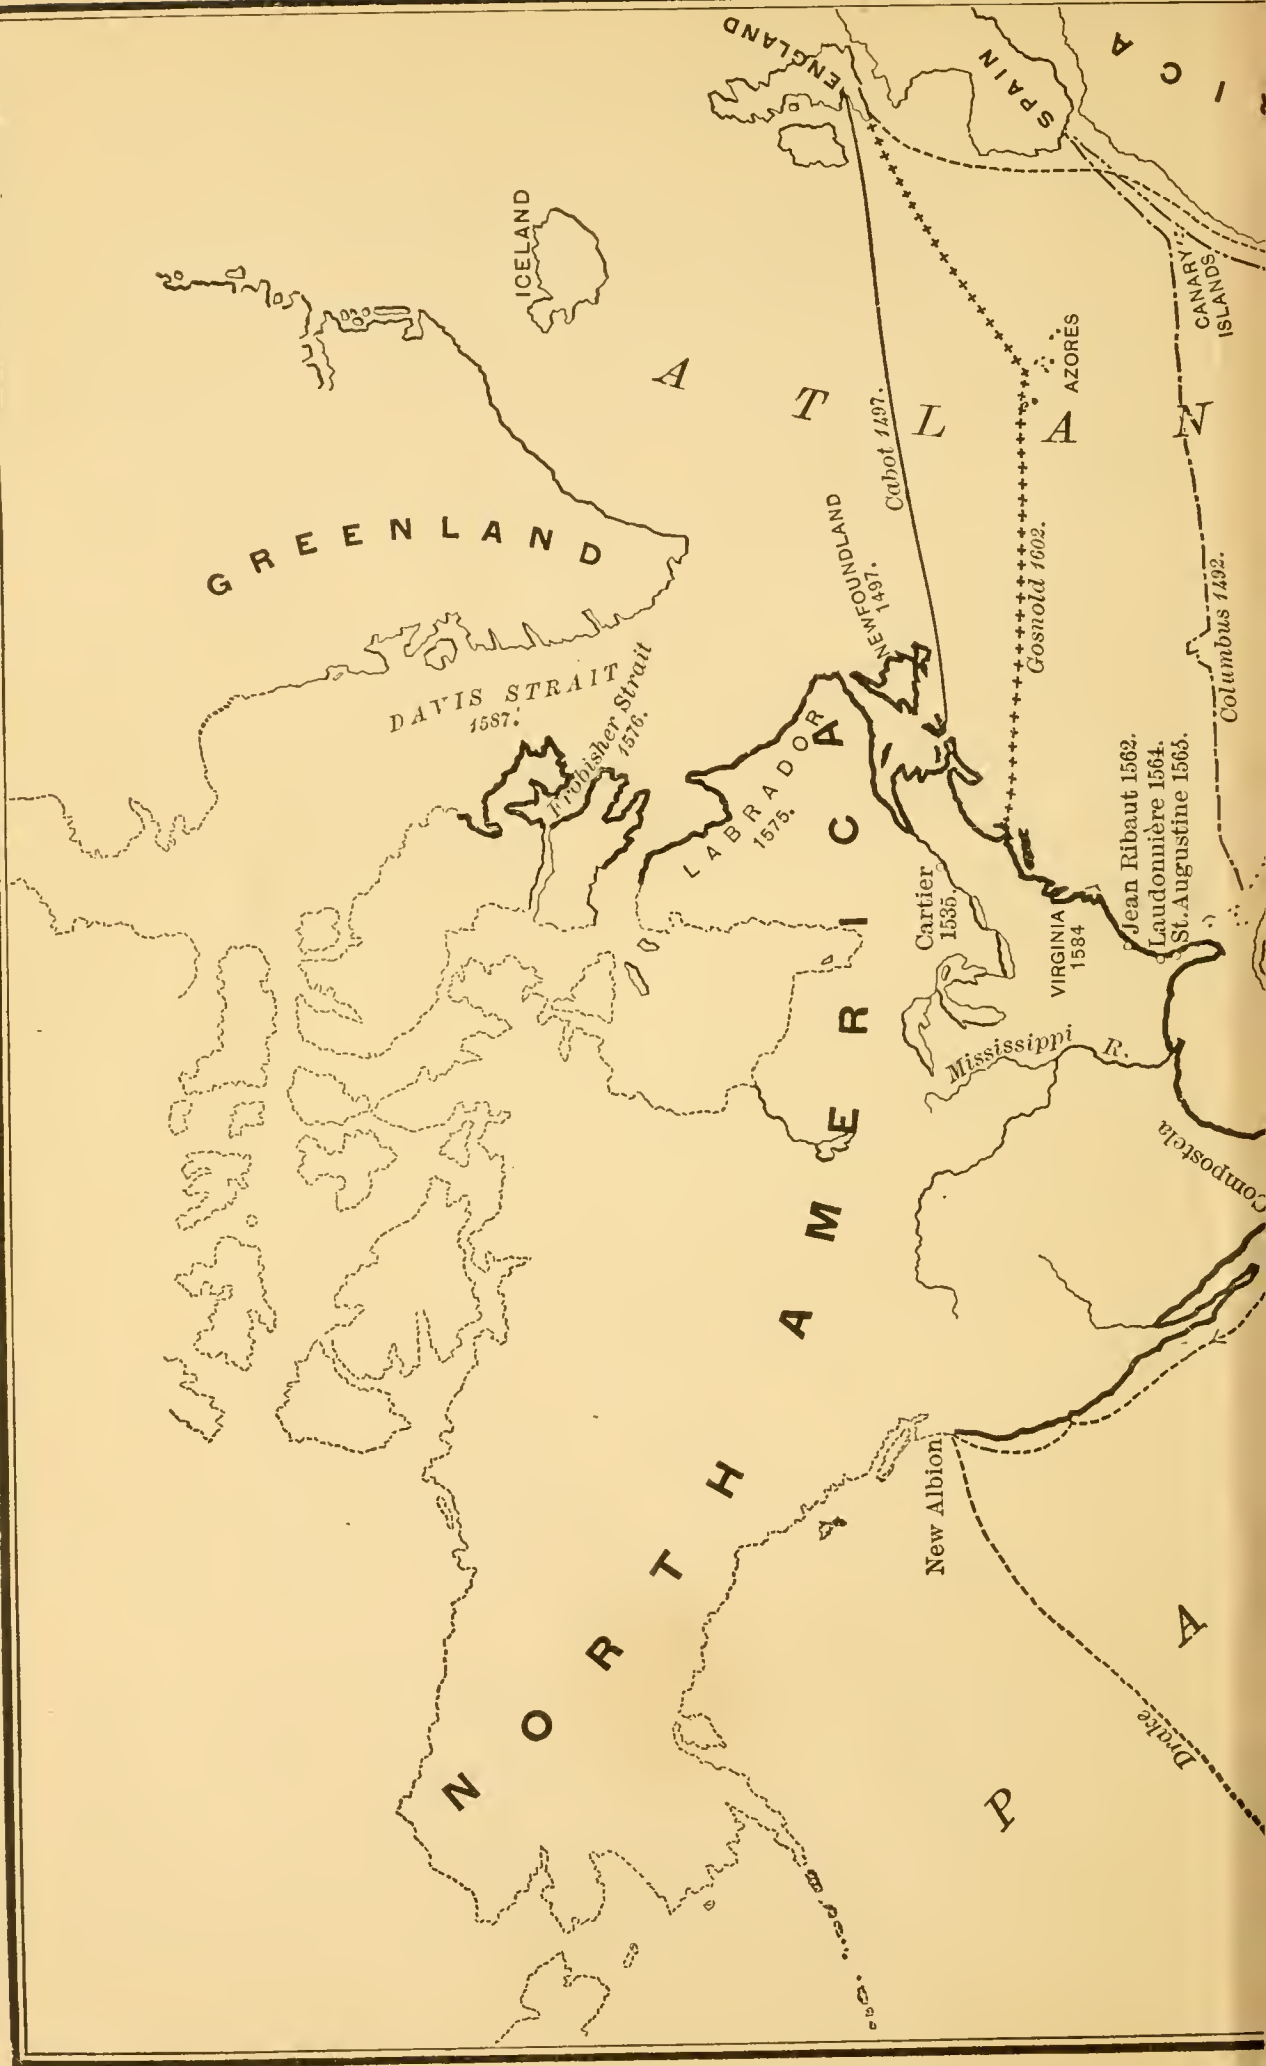 ENGLAND
SPAIN
ICA
ICELAND
GREENLAND
ATLAN
AZORES
CANARY
ISLANDS
Cabot 1497.
Gosnold 1602.
Columbus 1492.
NEWFOUNDLAND
1497.
DAVIS STRAIT
1587.
Frobisher Strait
1576.
LABRADOR
1575.
NORTH AMERICA
Cartier
1535.
VIRGINIA
1584
Jean Ribaut 1562.
Laudonnière 1564.
St. Augustine 1565.
Mississippi R.
Compostela
New Albion
Drake
P A